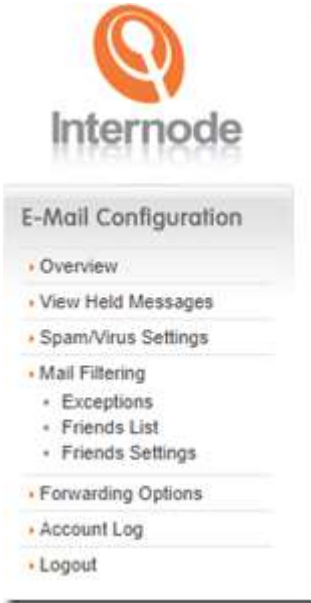 Internode
E-Mail Configuration
Overview
View Held Messages
Spam/Virus Settings
Mail Filtering
Exceptions
Friends List
Friends Settings
Forwarding Options
Account Log
Logout